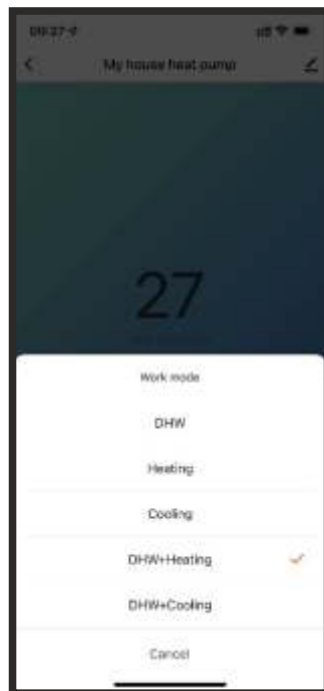 My house heat pump
27
Work mode
DHW
Heating
Cooling
DHW+Heating
DHW+Cooling
Cancel